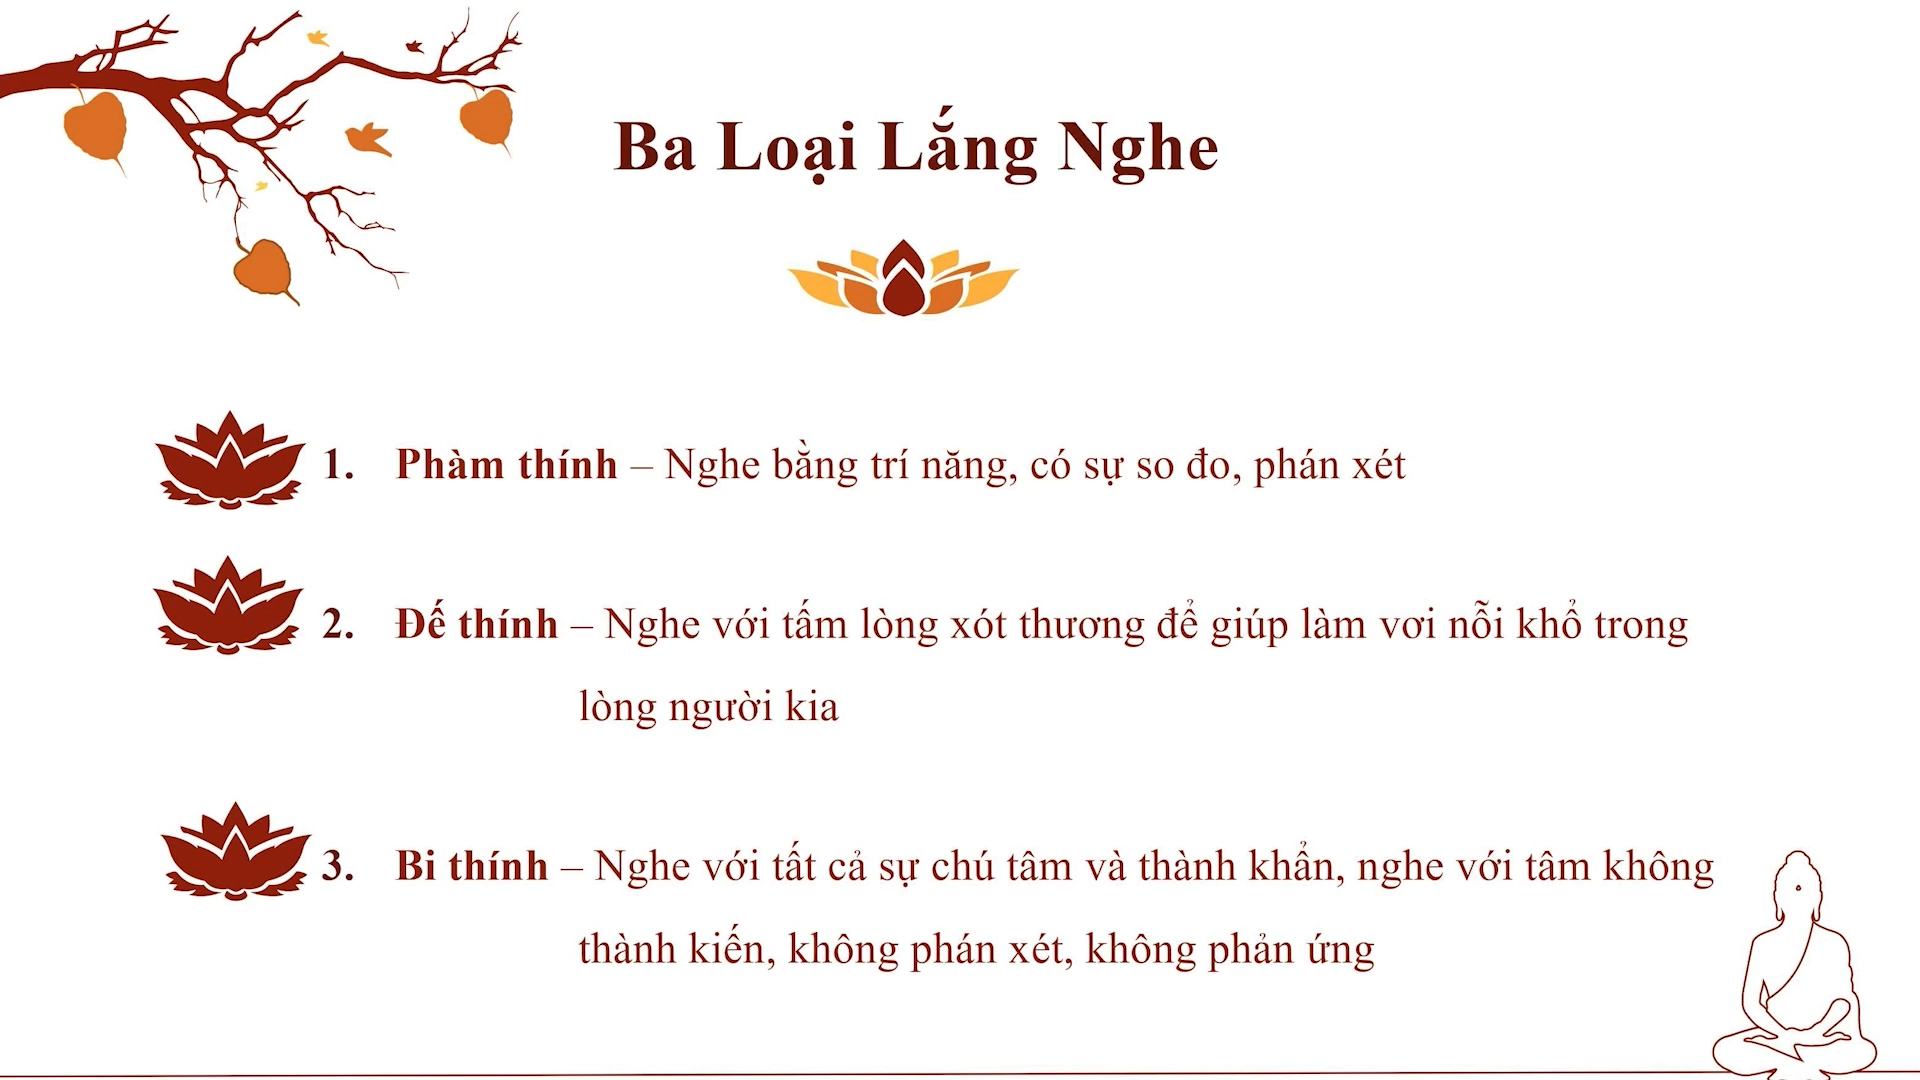 Ba Loại Lắng Nghe
1. Phàm thính – Nghe bằng trí năng, có sự so đo, phán xét
2. Đế thính – Nghe với tấm lòng xót thương để giúp làm vơi nỗi khổ trong
lòng người kia
3. Bi thính – Nghe với tất cả sự chú tâm và thành khẩn, nghe với tâm không
thành kiến, không phán xét, không phản ứng